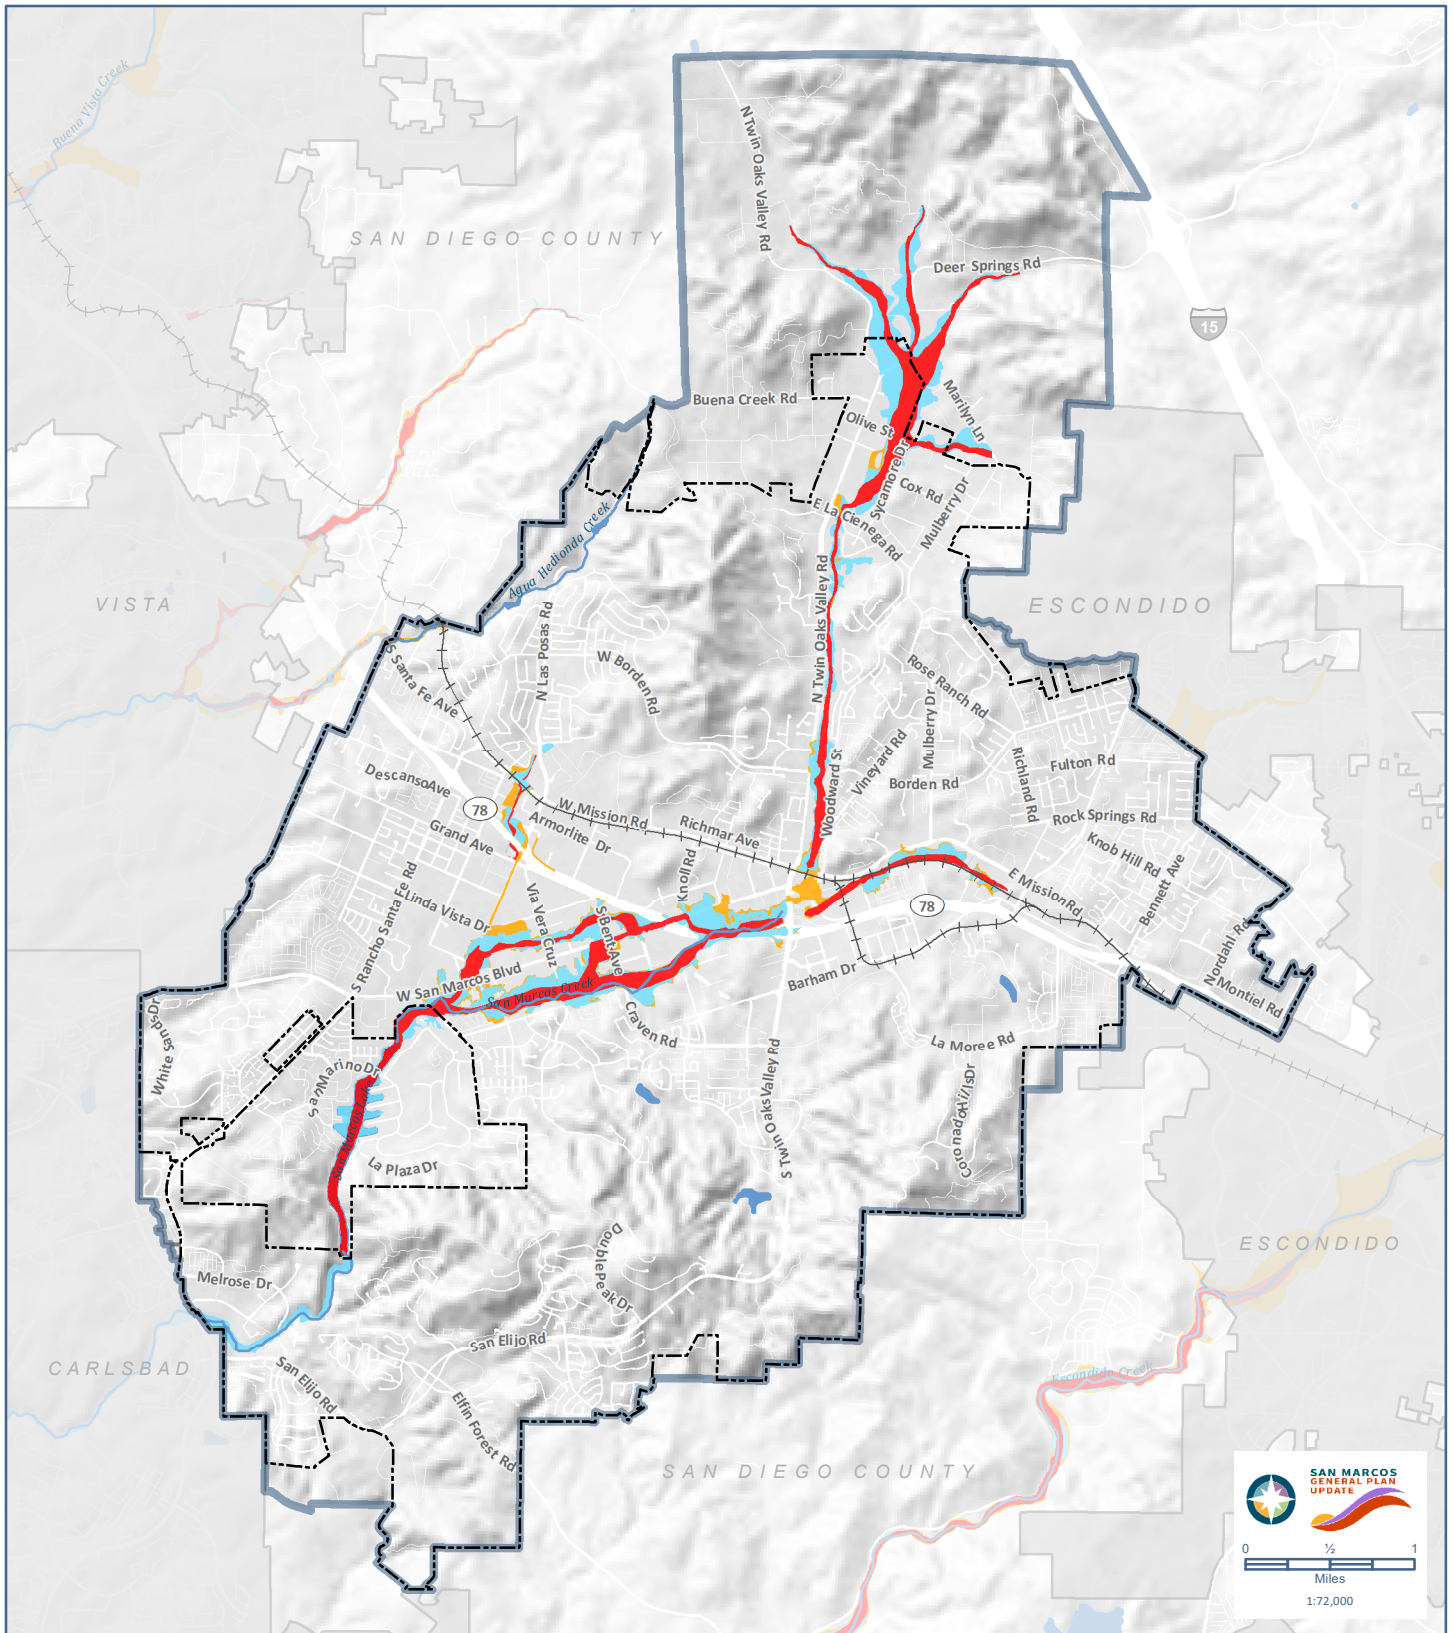 Buena Vista Creek
N Twin Oaks Valley Rd
SAN DIEGO COUNTY
Deer Springs Rd
15
Buena Creek Rd
Marilyn Ln
Olive St
Sycamore Dr
Cox Rd
Mulberry Dr
E La Cienega Rd
Agua Hedionda Creek
VISTA
ESCONDIDO
N Twin Oaks Valley Rd
N Las Posas Rd
W Borden Rd
S Santa Fe Ave
Rose Ranch Rd
Mulberry Dr
Vineyard Rd
Woodward St
Borden Rd
Richland Rd
Fulton Rd
Descanso Ave
78
W Mission Rd
Richmar Ave
Rock Springs Rd
Grand Ave
Armorlite Dr
Knob Hill Rd
Knoll Rd
Bennett Ave
E Mission Rd
78
S Rancho Santa Fe Rd
Linda Vista Dr
Via Vera Cruz
S Bent Ave
Nordahl Rd
W San Marcos Blvd
San Marcos Creek
Barham Dr
Montiel Rd
White Sands Dr
Craven Rd
La Moree Rd
San Marino Dr
S Twin Oaks Valley Rd
Coronado Hills Dr
San Marcos Lake
La Plaza Dr
Double Peak Dr
ESCONDIDO
Melrose Dr
San Elijo Rd
CARLSBAD
San Elijo Rd
Escondido Creek
Elfin Forest Rd
SAN DIEGO COUNTY
SAN MARCOS
GENERAL PLAN
UPDATE
0 ½ 1
Miles
1:72,000